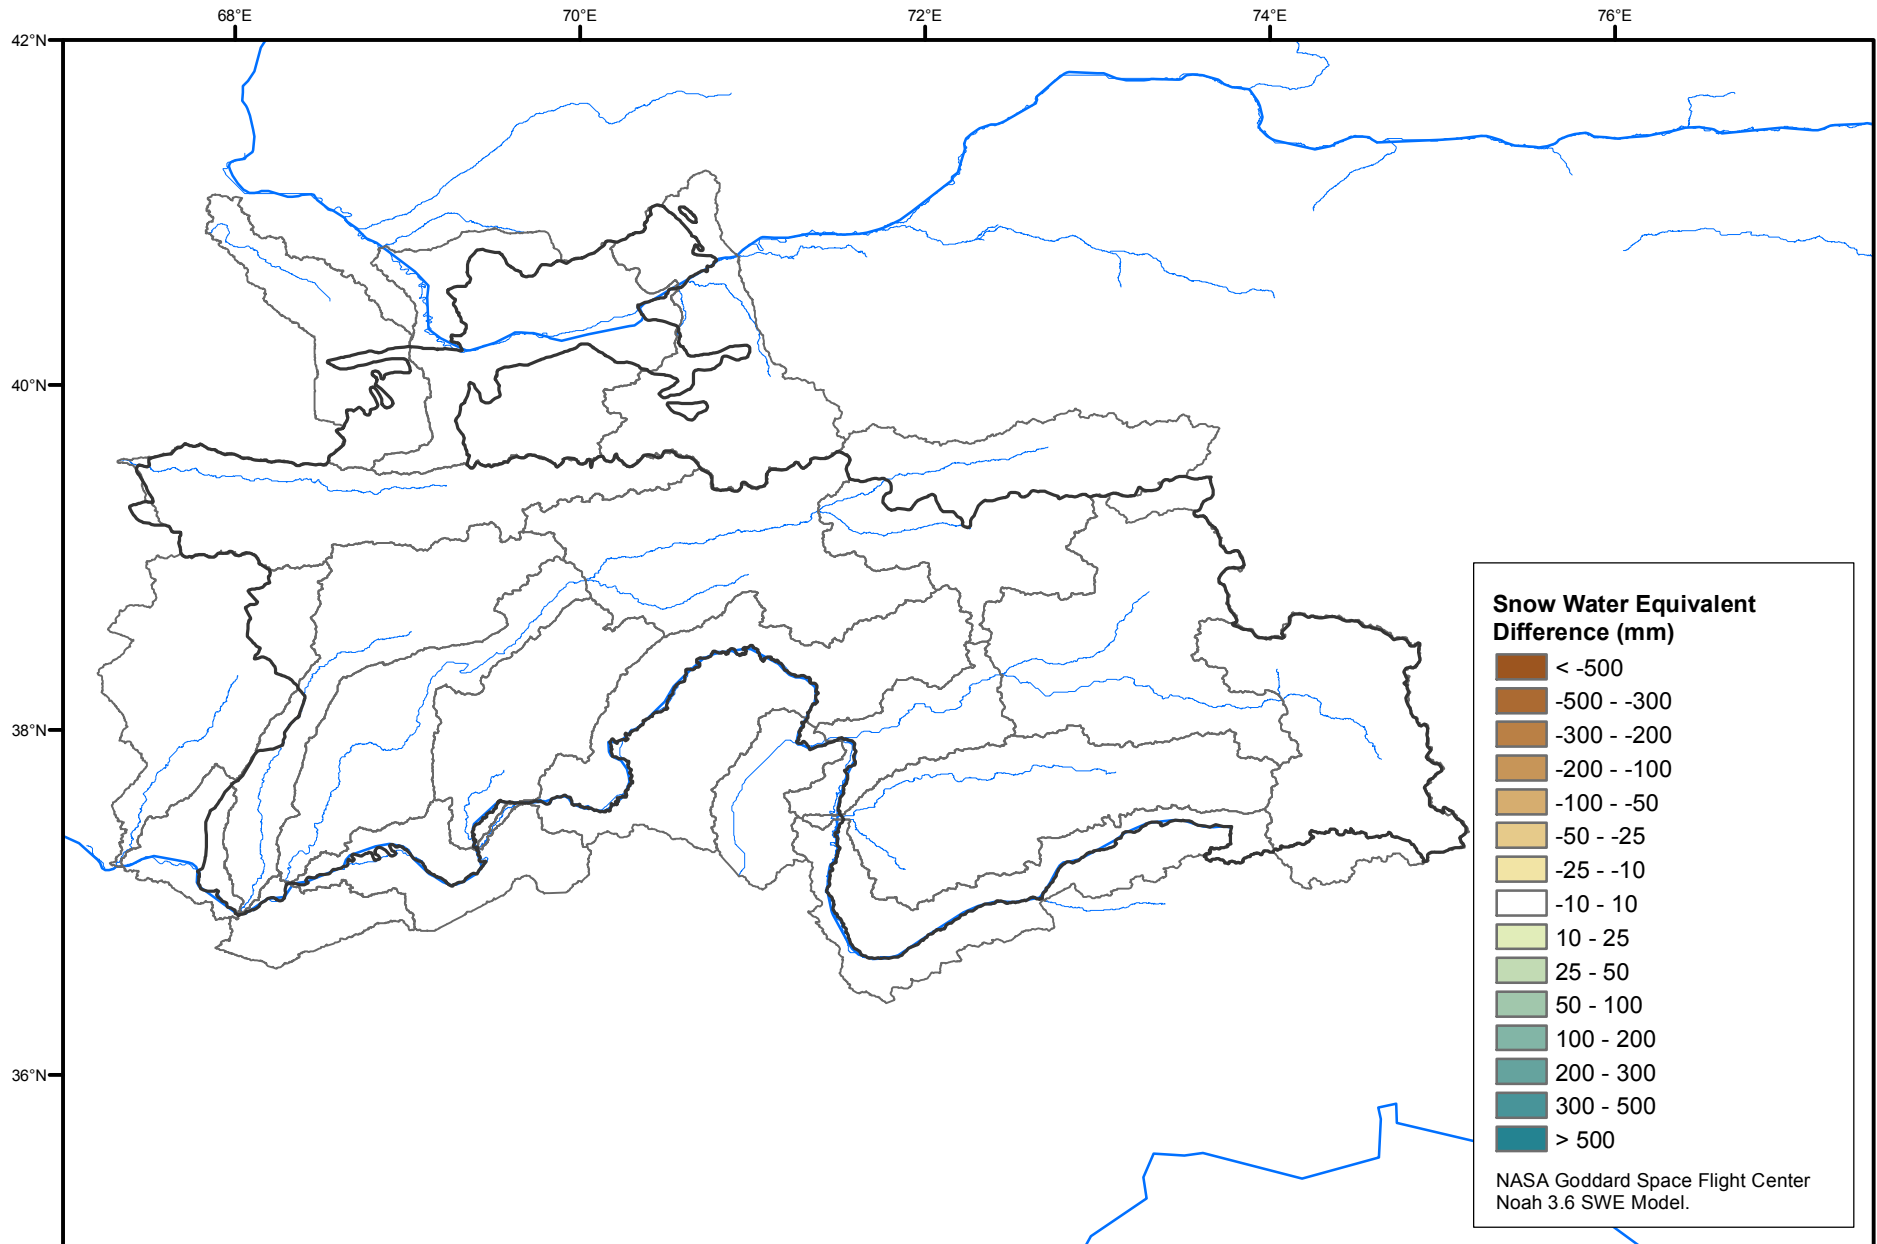 68°E
70°E
72°E
74°E
76°E
42°N
40°N
38°N
36°N
Snow Water Equivalent
Difference (mm)
< -500
-500 - -300
-300 - -200
-200 - -100
-100 - -50
-50 - -25
-25 - -10
-10 - 10
10 - 25
25 - 50
50 - 100
100 - 200
200 - 300
300 - 500
> 500
NASA Goddard Space Flight Center
Noah 3.6 SWE Model.